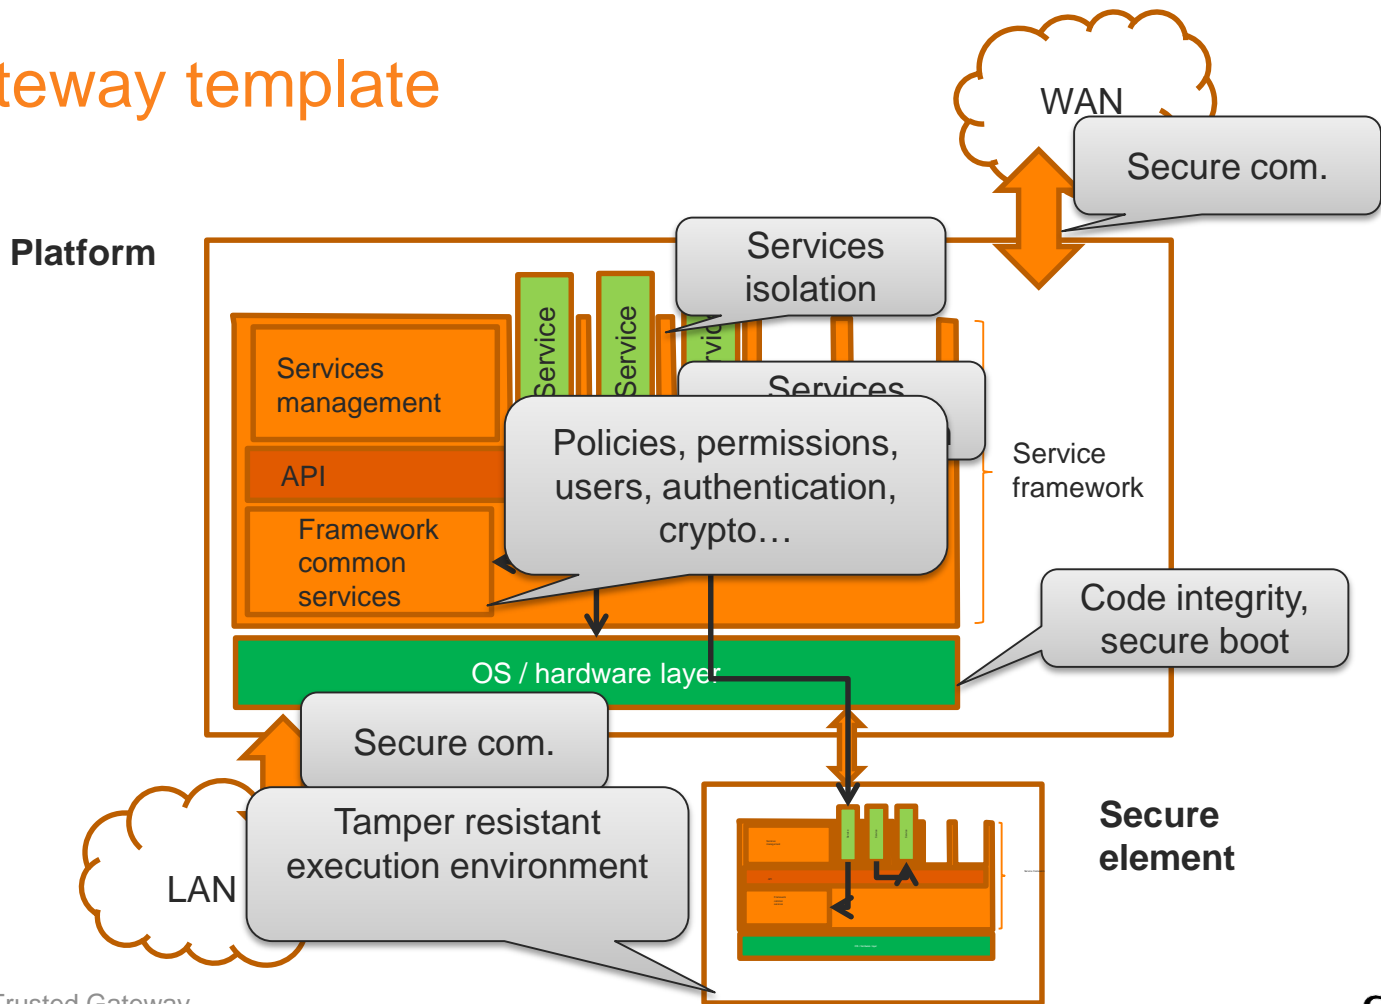 teway template
WAN
Secure com.
Platform
Services
isolation
Service
Service
Services
management
Services
Policies, permissions,
users, authentication,
crypto…
API
Service
framework
Framework
common
services
Code integrity,
secure boot
OS / hardware layer
Secure com.
Tamper resistant
execution environment
LAN
Secure
element
Trusted Gateway